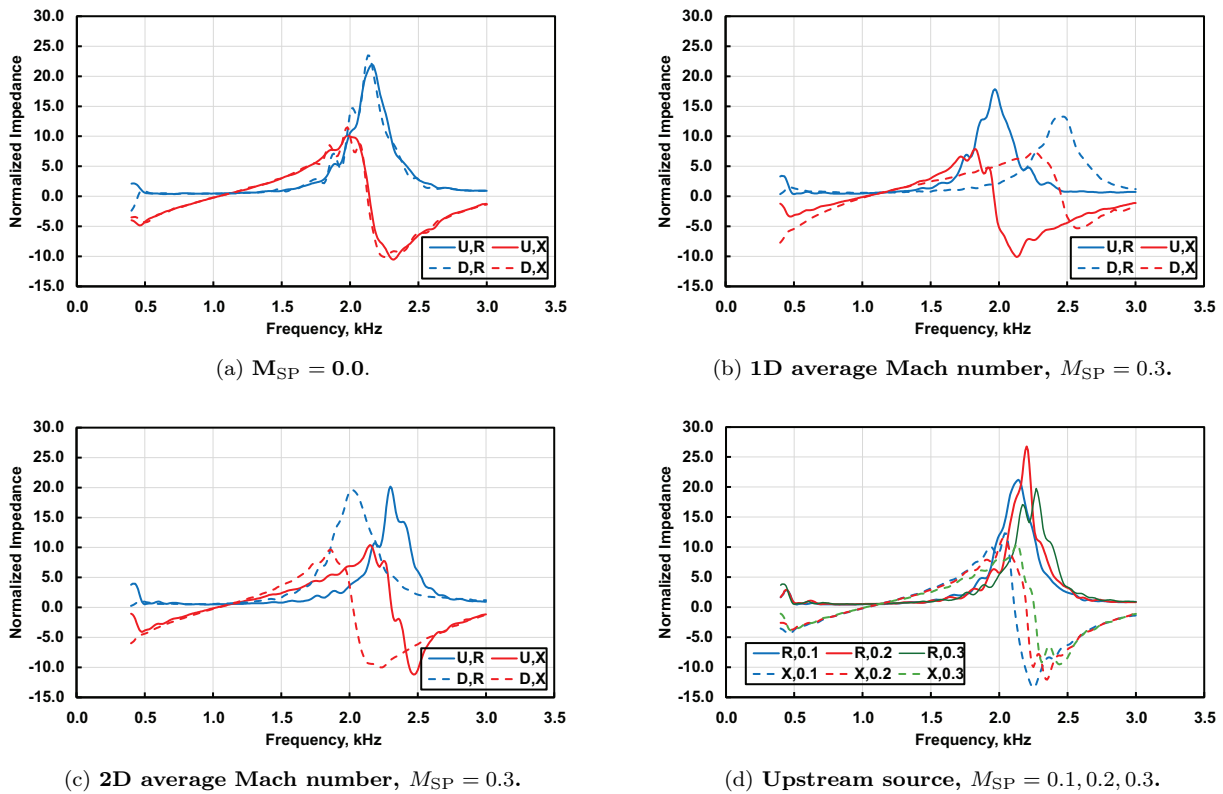 30.0
25.0
20.0
15.0
10.0
5.0
0.0
-5.0
-10.0
-15.0
Normalized Impedance
0.0 0.5 1.0 1.5 2.0 2.5 3.0 3.5
Frequency, kHz
U,R U,X
D,R D,X
(a) M_SP = 0.0.
30.0
25.0
20.0
15.0
10.0
5.0
0.0
-5.0
-10.0
-15.0
Normalized Impedance
0.0 0.5 1.0 1.5 2.0 2.5 3.0 3.5
Frequency, kHz
U,R U,X
D,R D,X
(b) 1D average Mach number, M_SP = 0.3.
30.0
25.0
20.0
15.0
10.0
5.0
0.0
-5.0
-10.0
-15.0
Normalized Impedance
0.0 0.5 1.0 1.5 2.0 2.5 3.0 3.5
Frequency, kHz
U,R U,X
D,R D,X
(c) 2D average Mach number, M_SP = 0.3.
30.0
25.0
20.0
15.0
10.0
5.0
0.0
-5.0
-10.0
-15.0
Normalized Impedance
0.0 0.5 1.0 1.5 2.0 2.5 3.0 3.5
Frequency, kHz
R,0.1 R,0.2 R,0.3
X,0.1 X,0.2 X,0.3
(d) Upstream source, M_SP = 0.1, 0.2, 0.3.